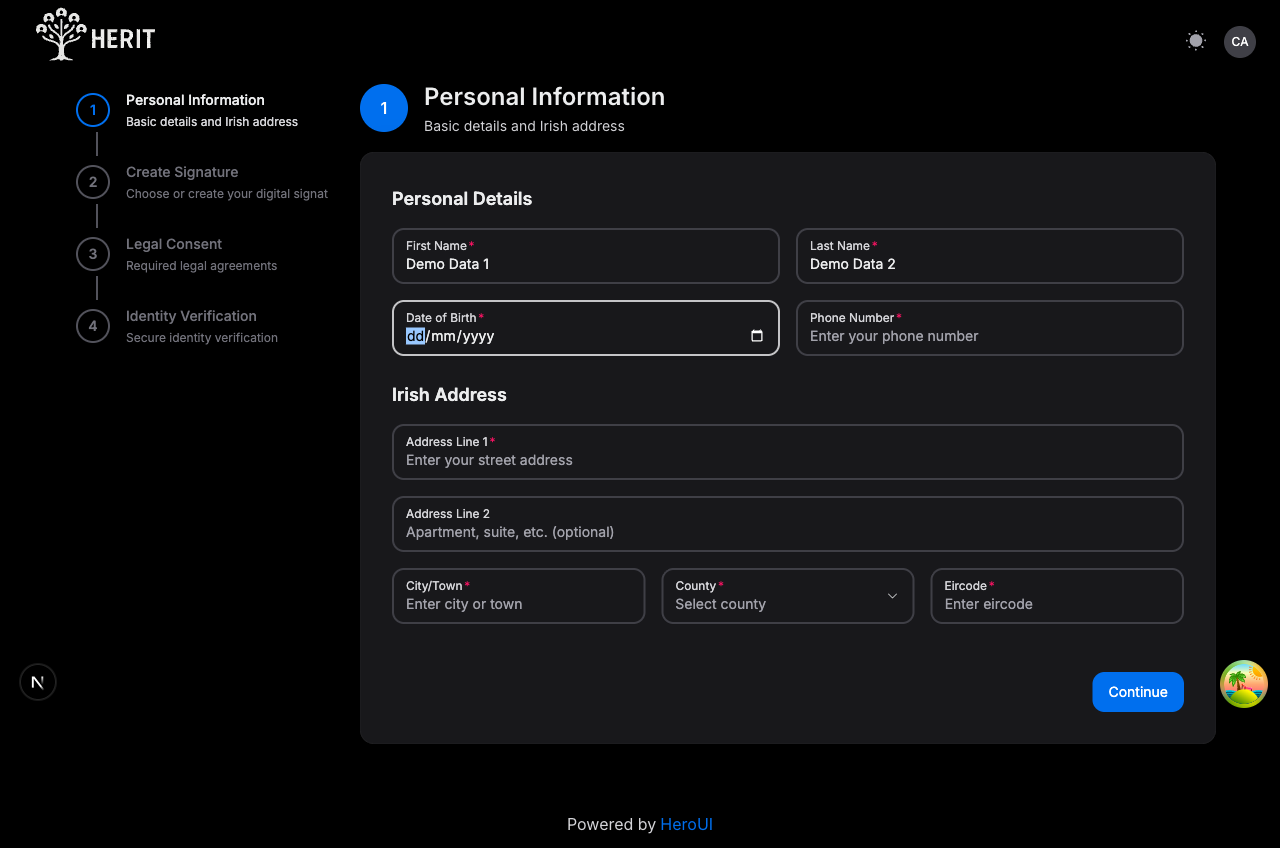 HERIT
CA
1
Personal Information
Basic details and Irish address
2
Create Signature
Choose or create your digital signat
3
Legal Consent
Required legal agreements
4
Identity Verification
Secure identity verification
1
Personal Information
Basic details and Irish address
Personal Details
First Name*
Demo Data 1
Last Name*
Demo Data 2
Date of Birth*
dd/mm/yyyy
Phone Number*
Enter your phone number
Irish Address
Address Line 1*
Enter your street address
Address Line 2
Apartment, suite, etc. (optional)
City/Town*
Enter city or town
County*
Select county
Eircode*
Enter eircode
N
Continue
Powered by HeroUI